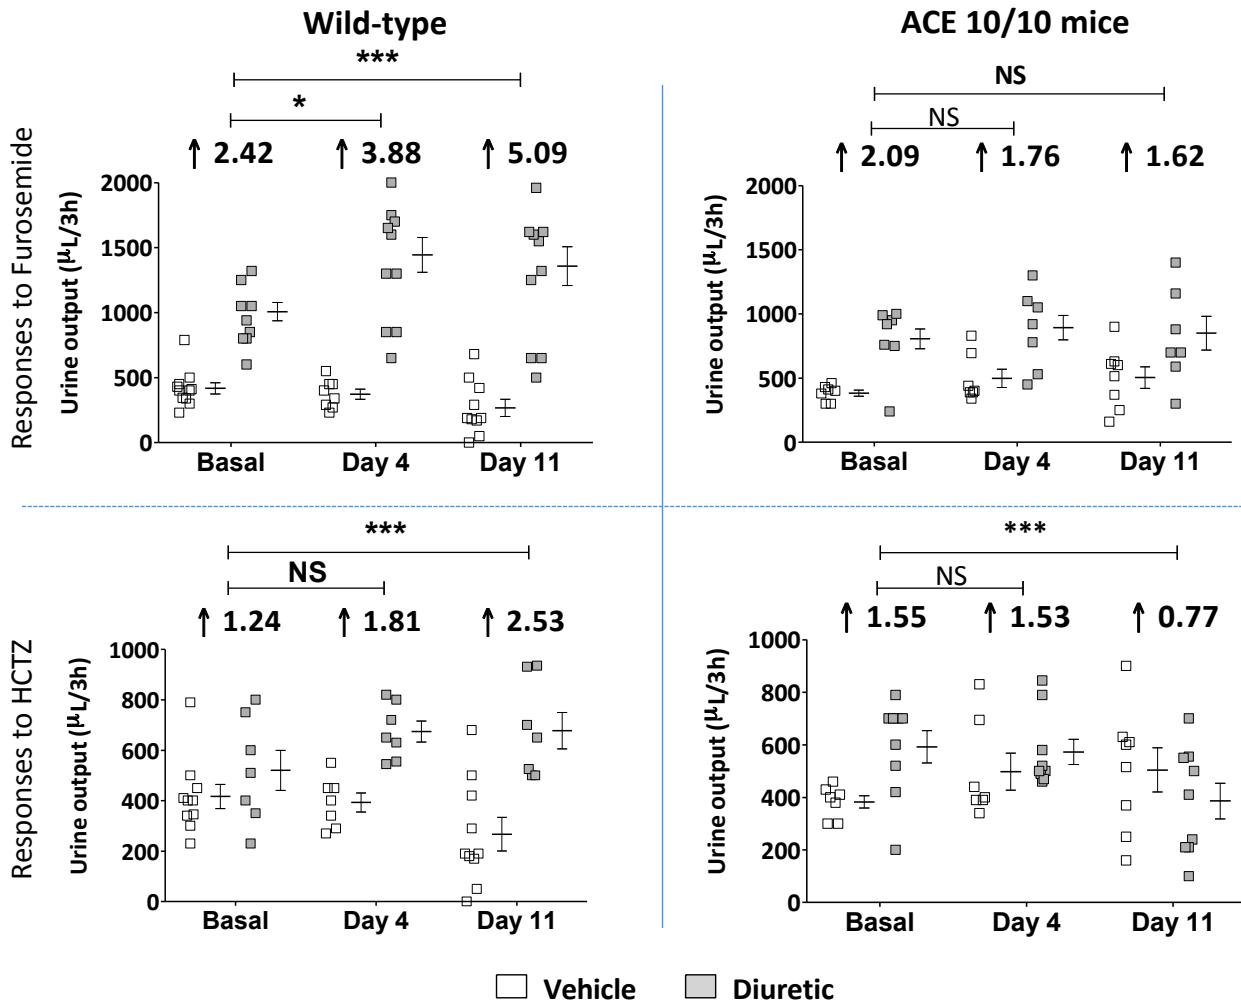 Wild-type
ACE 10/10 mice
***
NS
*
NS
↑ 2.42 ↑ 3.88 ↑ 5.09
↑ 2.09 ↑ 1.76 ↑ 1.62
Responses to Furosemide
Urine output (μL/3h)
2000
1500
1000
500
0
Basal Day 4 Day 11
Urine output (μL/3h)
2000
1500
1000
500
0
Basal Day 4 Day 11
***
***
NS
NS
↑ 1.24 ↑ 1.81 ↑ 2.53
↑ 1.55 ↑ 1.53 ↑ 0.77
Responses to HCTZ
Urine output (μL/3h)
1000
800
600
400
200
0
Basal Day 4 Day 11
Urine output (μL/3h)
1000
800
600
400
200
0
Basal Day 4 Day 11
Vehicle Diuretic